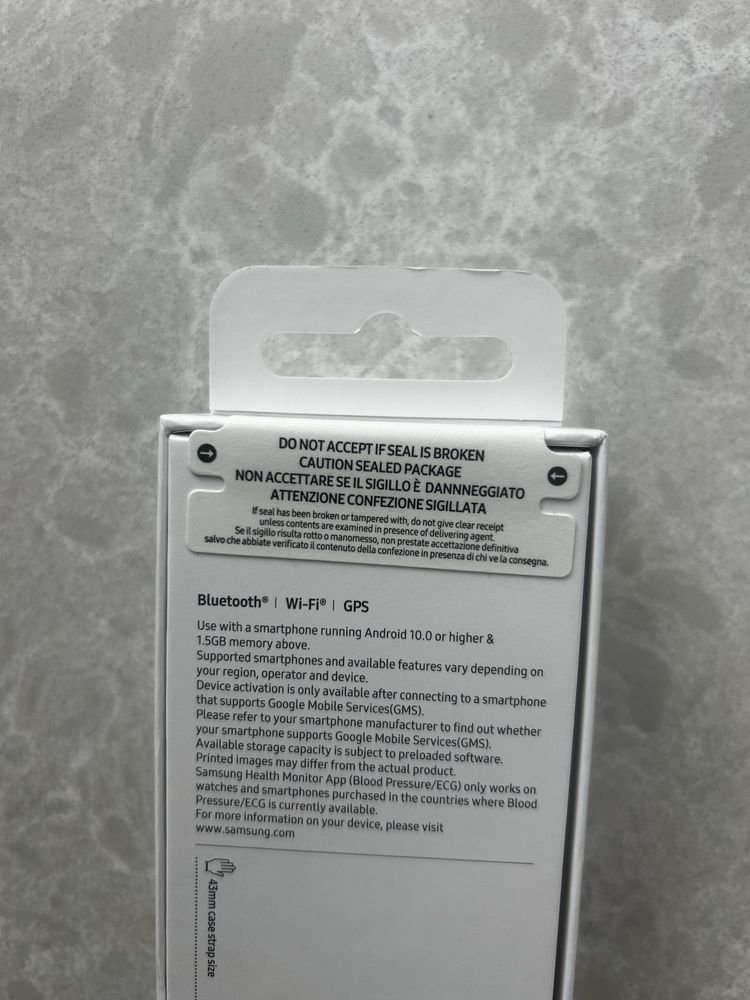 DO NOT ACCEPT IF SEAL IS BROKEN
CAUTION SEALED PACKAGE
NON ACCETTARE SE IL SIGILLO È DANNNEGGIATO
ATTENZIONE CONFEZIONE SIGILLATA
If seal has been broken or tampered with, do not give clear receipt
unless contents are examined in presence of delivering agent.
Se il sigillo risulta rotto o manomesso, non prestate accettazione definitiva
salvo che abbiate verificato il contenuto della confezione in presenza di chi ve la consegna.
Bluetooth® | Wi-Fi® | GPS
Use with a smartphone running Android 10.0 or higher &
1.5GB memory above.
Supported smartphones and available features vary depending on
your region, operator and device.
Device activation is only available after connecting to a smartphone
that supports Google Mobile Services(GMS).
Please refer to your smartphone manufacturer to find out whether
your smartphone supports Google Mobile Services(GMS).
Available storage capacity is subject to preloaded software.
Printed images may differ from the actual product.
Samsung Health Monitor App (Blood Pressure/ECG) only works on
watches and smartphones purchased in the countries where Blood
Pressure/ECG is currently available.
For more information on your device, please visit
www.samsung.com
43mm case strap size